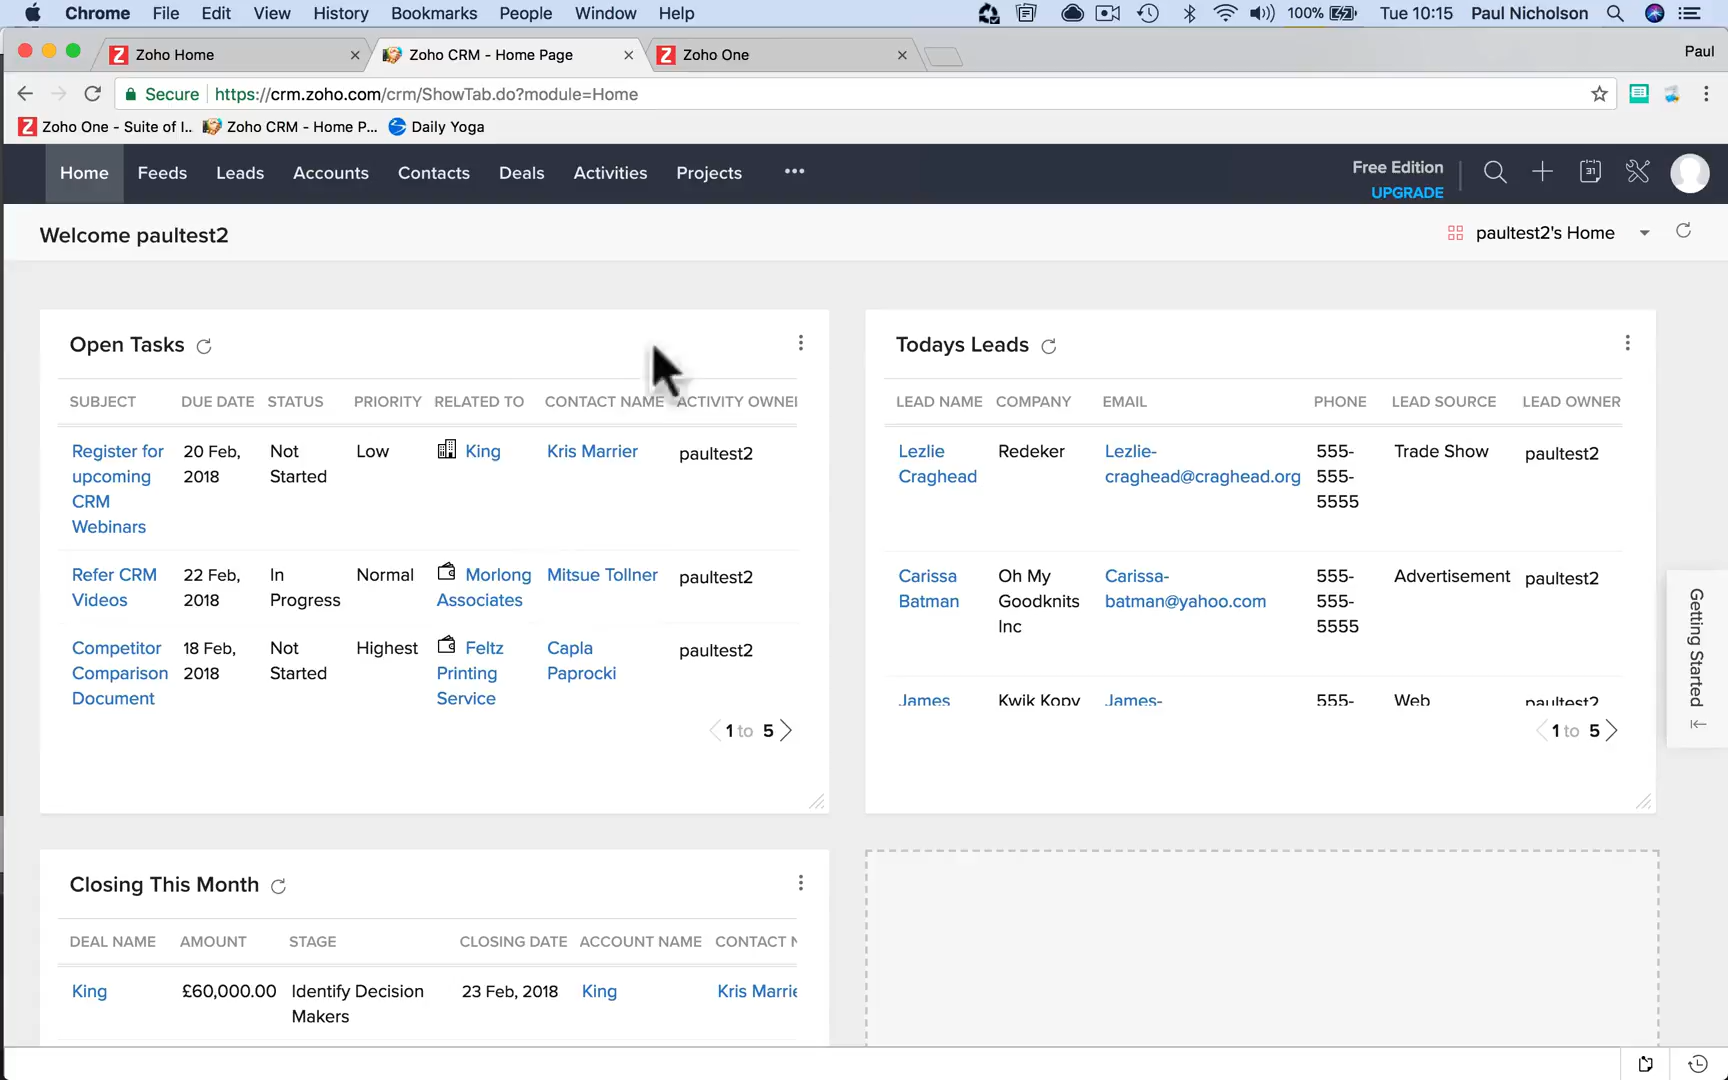 Chrome File Edit View History Bookmarks People Window Help 100% Tue 10:15 Paul Nicholson
Zoho Home Zoho CRM - Home Page Zoho One Paul
Secure https://crm.zoho.com/crm/ShowTab.do?module=Home
Zoho One - Suite of I... Zoho CRM - Home P... Daily Yoga
Home Feeds Leads Accounts Contacts Deals Activities Projects ••• Free Edition 31
UPGRADE
Welcome paultest2 paultest2's Home
Open Tasks
SUBJECT DUE DATE STATUS PRIORITY RELATED TO CONTACT NAME ACTIVITY OWNE
Register for 20 Feb, Not Low King Kris Marrier paultest2
upcoming 2018 Started
CRM
Webinars
Refer CRM 22 Feb, In Normal Morlong Mitsue Tollner paultest2
Videos 2018 Progress Associates
Competitor 18 Feb, Not Highest Feltz Capla paultest2
Comparison 2018 Started Printing Paprocki
Document Service
1 to 5
Todays Leads
LEAD NAME COMPANY EMAIL PHONE LEAD SOURCE LEAD OWNER
Lezlie Redeker Lezlie- 555- Trade Show paultest2
Craghead craghead@craghead.org 555-
5555
Carissa Oh My Carissa- 555- Advertisement paultest2
Batman Goodknits batman@yahoo.com 555-
Inc 5555
James Kwik Kopy James- 555- Web paultest2
1 to 5
Getting Started
Closing This Month
DEAL NAME AMOUNT STAGE CLOSING DATE ACCOUNT NAME CONTACT N
King £60,000.00 Identify Decision 23 Feb, 2018 King Kris Marrie
Makers